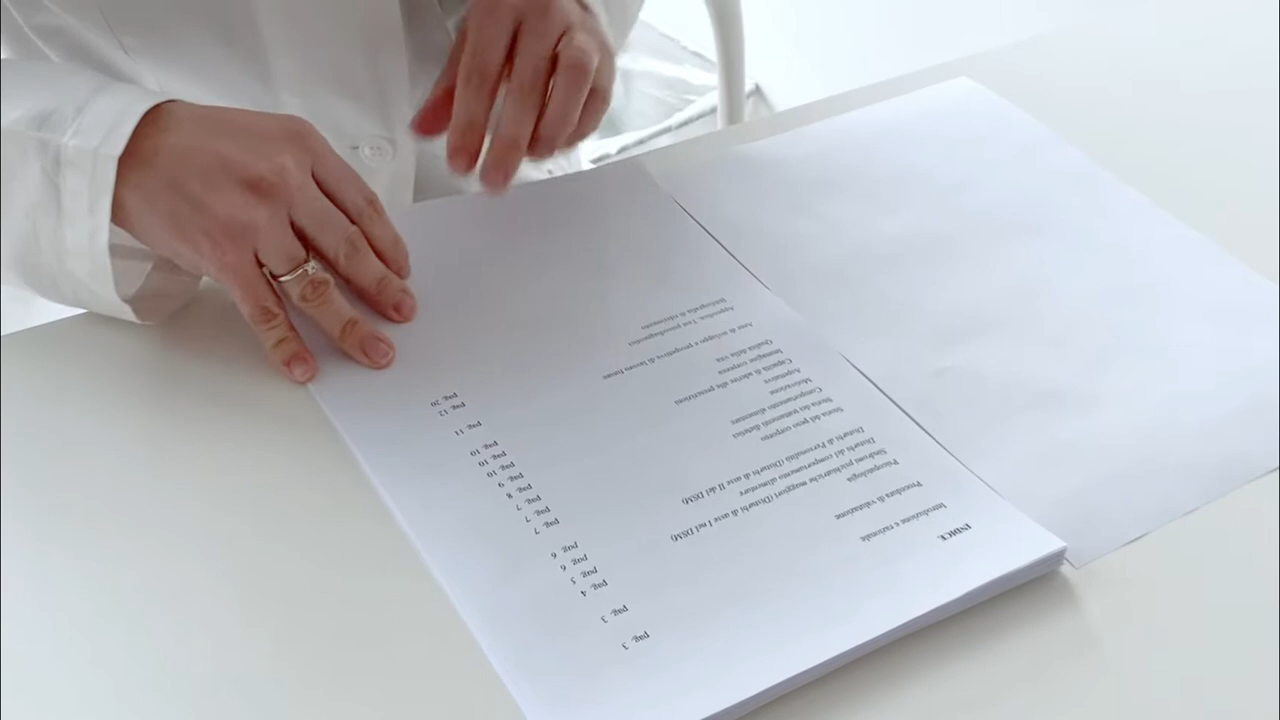 INDICE
Introduzione e razionale pag. 3
Procedura di valutazione pag. 3
Psicopatologia pag. 4
Sindromi psichiatriche maggiori (Disturbi di asse I nel DSM) pag. 5
Disturbi del comportamento alimentare pag. 6
Disturbi di Personalità (Disturbi di asse II del DSM) pag. 6
Storia del peso corporeo pag. 7
Storia dei trattamenti dietetici pag. 7
Comportamento alimentare pag. 7
Motivazione pag. 8
Aspettative pag. 9
Capacità di aderire alle prescrizioni pag. 10
Immagine corporea pag. 10
Qualità della vita pag. 10
Aree di sviluppo e prospettive di lavoro future pag. 11
Appendice. Test psicodiagnostici pag. 12
Bibliografia di riferimento pag. 20